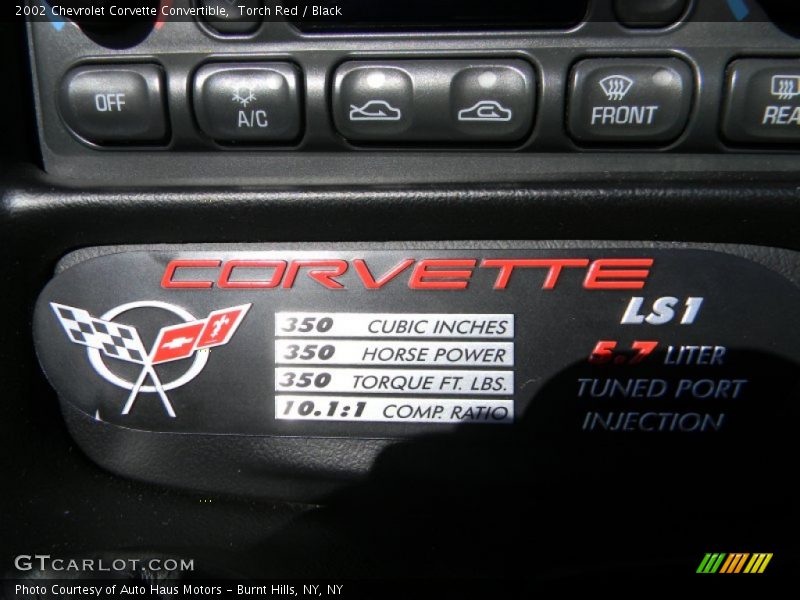 2002 Chevrolet Corvette Convertible,  Torch Red / Black
OFF
A/C
FRONT
REA
CORVETTE
LS1
350 CUBIC INCHES
350 HORSE POWER
350 TORQUE FT. LBS.
10.1:1 COMP. RATIO
5.7 LITER
TUNED PORT
INJECTION
GTCARLOT.COM
Photo Courtesy of Auto Haus Motors - Burnt Hills, NY, NY